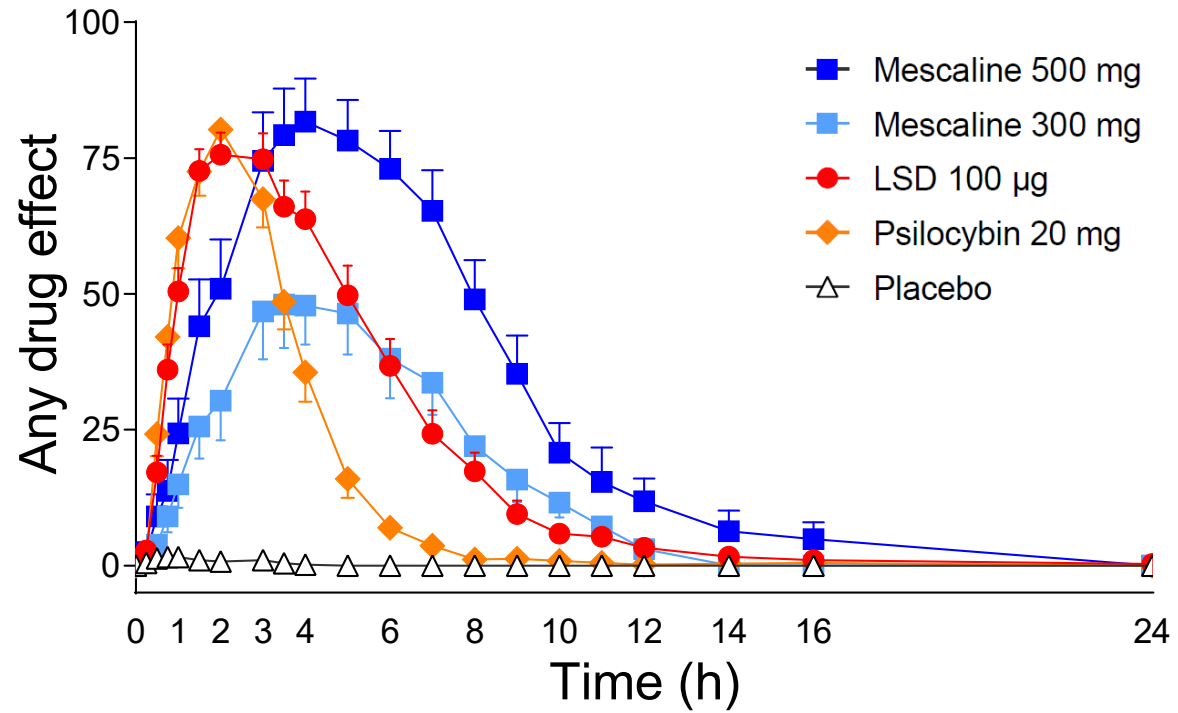 Any drug effect
100
75
50
25
0
Mescaline 500 mg
Mescaline 300 mg
LSD 100 µg
Psilocybin 20 mg
Placebo
0 1 2 3 4 6 8 10 12 14 16 24
Time (h)